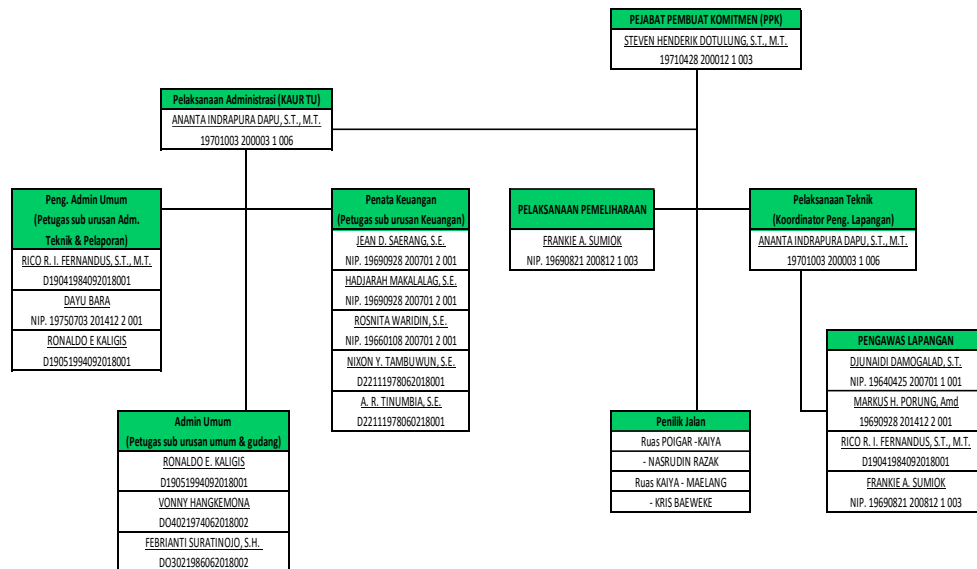 PEJABAT PEMBUAT KOMITMEN (PPK)
STEVEN HENDERIK DOTULUNG, S.T., M.T.
19710428 200012 1 003
Pelaksanaan Administrasi (KAUR TU)
ANANTA INDRAPURA DAPU, S.T., M.T.
19701003 200003 1 006
Peng. Admin Umum
(Petugas sub urusan Adm.
Teknik & Pelaporan)
RICO R. I. FERNANDUS, S.T., M.T.
D19041984092018001
DAYU BARA
NIP. 19750703 201412 2 001
RONALDO E KALIGIS
D19051994092018001
Penata Keuangan
(Petugas sub urusan Keuangan)
JEAN D. SAERANG, S.E.
NIP. 19690928 200701 2 001
HADJARAH MAKALALAG, S.E.
NIP. 19690928 200701 2 001
ROSNITA WARIDIN, S.E.
NIP. 19660108 200701 2 001
NIXON Y. TAMBUWUN, S.E.
D22111978062018001
A. R. TINUMBIA, S.E.
D22111978060218001
PELAKSANAAN PEMELIHARAAN
FRANKIE A. SUMIOK
NIP. 19690821 200812 1 003
Pelaksanaan Teknik
(Koordinator Peng. Lapangan)
ANANTA INDRAPURA DAPU, S.T., M.T.
19701003 200003 1 006
PENGAWAS LAPANGAN
DJUNAIDI DAMOGALAD, S.T.
NIP. 19640425 200701 1 001
MARKUS H. PORUNG, Amd
19690928 201412 2 001
RICO R. I. FERNANDUS, S.T., M.T.
D19041984092018001
FRANKIE A. SUMIOK
NIP. 19690821 200812 1 003
Admin Umum
(Petugas sub urusan umum & gudang)
RONALDO E. KALIGIS
D19051994092018001
VONNY HANGKEMONA
DO4021974062018002
FEBRIANTI SURATINOJO, S.H.
DO3021986062018002
Penilik Jalan
Ruas POIGAR -KAIYA
- NASRUDIN RAZAK
Ruas KAIYA - MAELANG
- KRIS BAEWEKE